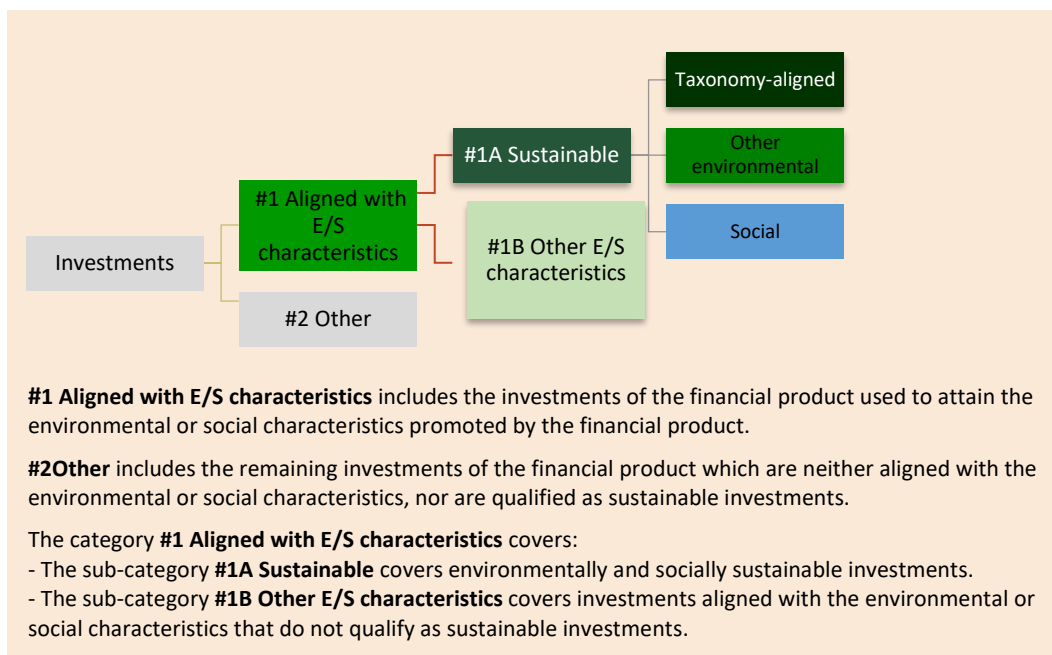 Taxonomy-aligned
#1A Sustainable
Other
environmental
#1 Aligned with
E/S
characteristics
#1B Other E/S
characteristics
Social
Investments
#2 Other
#1 Aligned with E/S characteristics includes the investments of the financial product used to attain the
environmental or social characteristics promoted by the financial product.
#2Other includes the remaining investments of the financial product which are neither aligned with the
environmental or social characteristics, nor are qualified as sustainable investments.
The category #1 Aligned with E/S characteristics covers:
- The sub-category #1A Sustainable covers environmentally and socially sustainable investments.
- The sub-category #1B Other E/S characteristics covers investments aligned with the environmental or
social characteristics that do not qualify as sustainable investments.